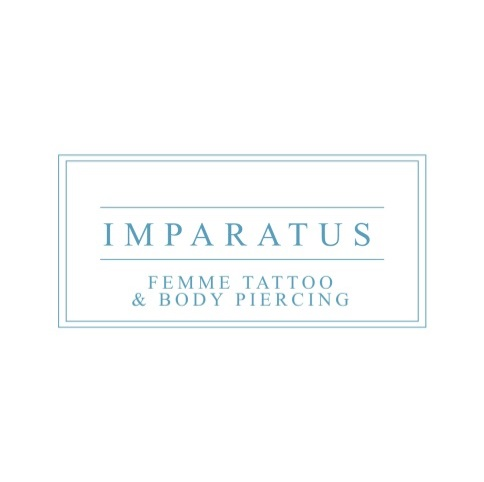 IMPARATUS
FEMME TATTOO
& BODY PIERCING